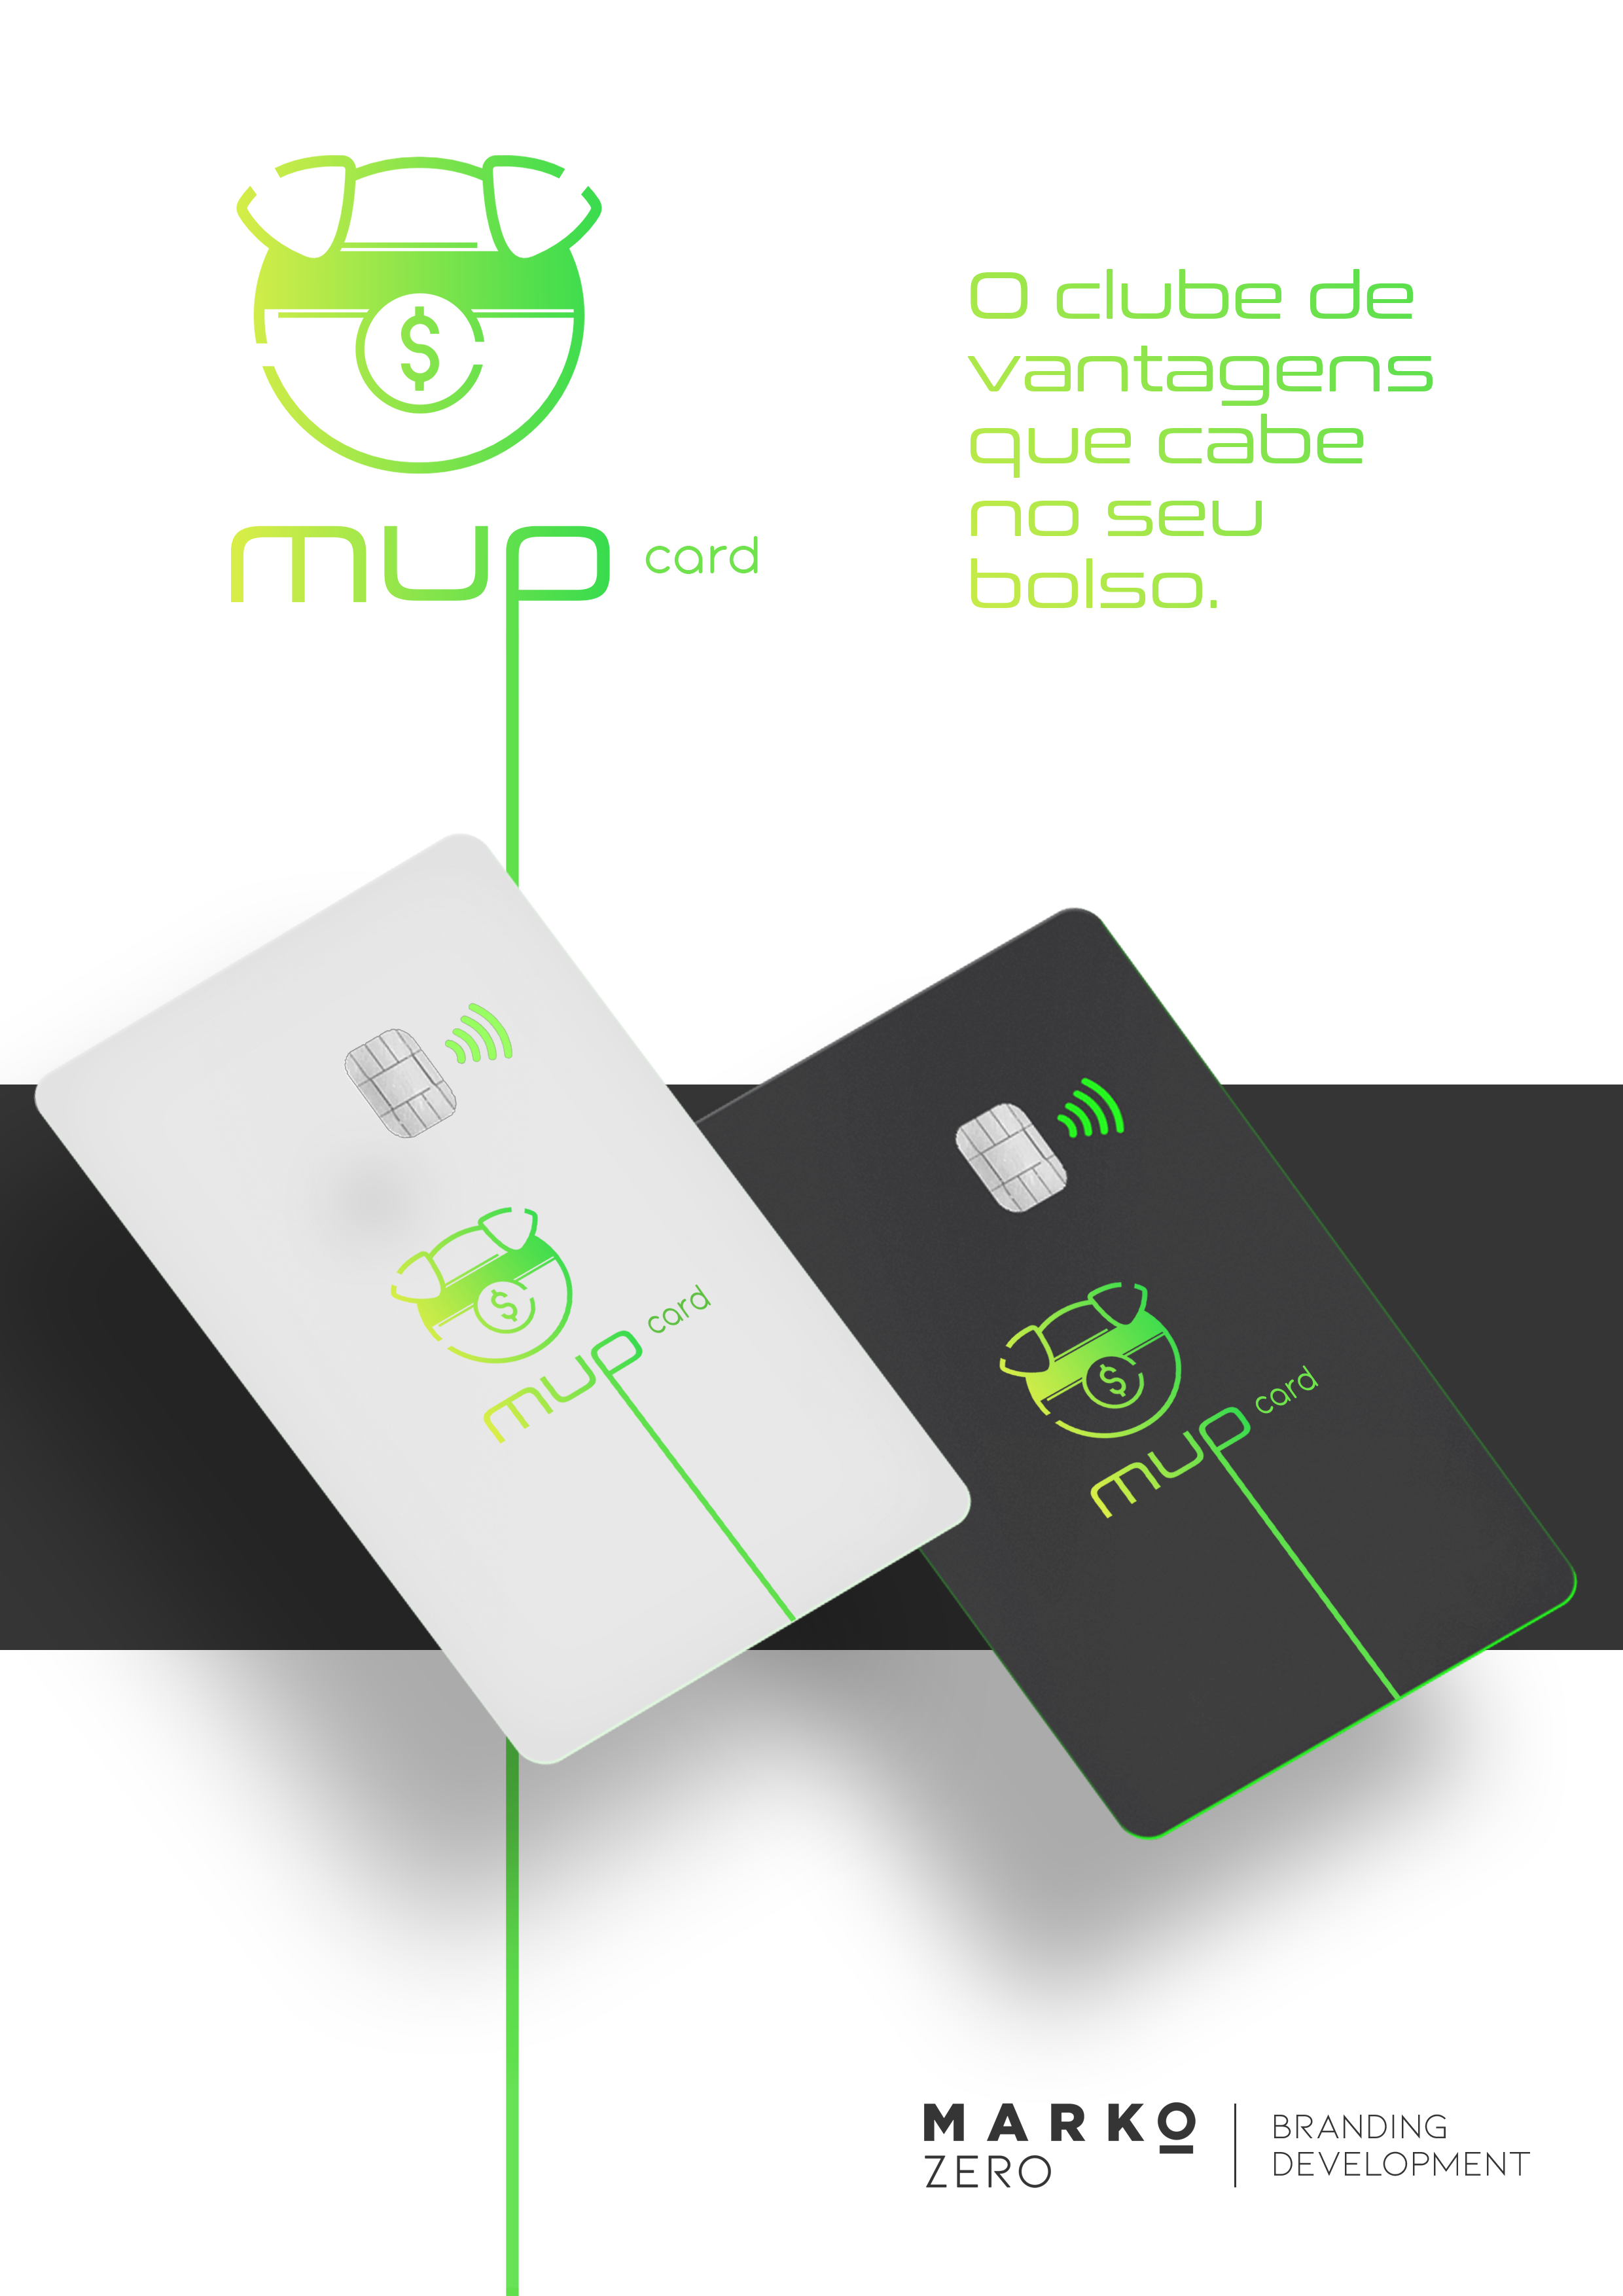 $
mup card
O clube de
vantagens
que cabe
no seu
bolso.
$
mup card
$
mup card
MARKO
ZERO
BRANDING
DEVELOPMENT